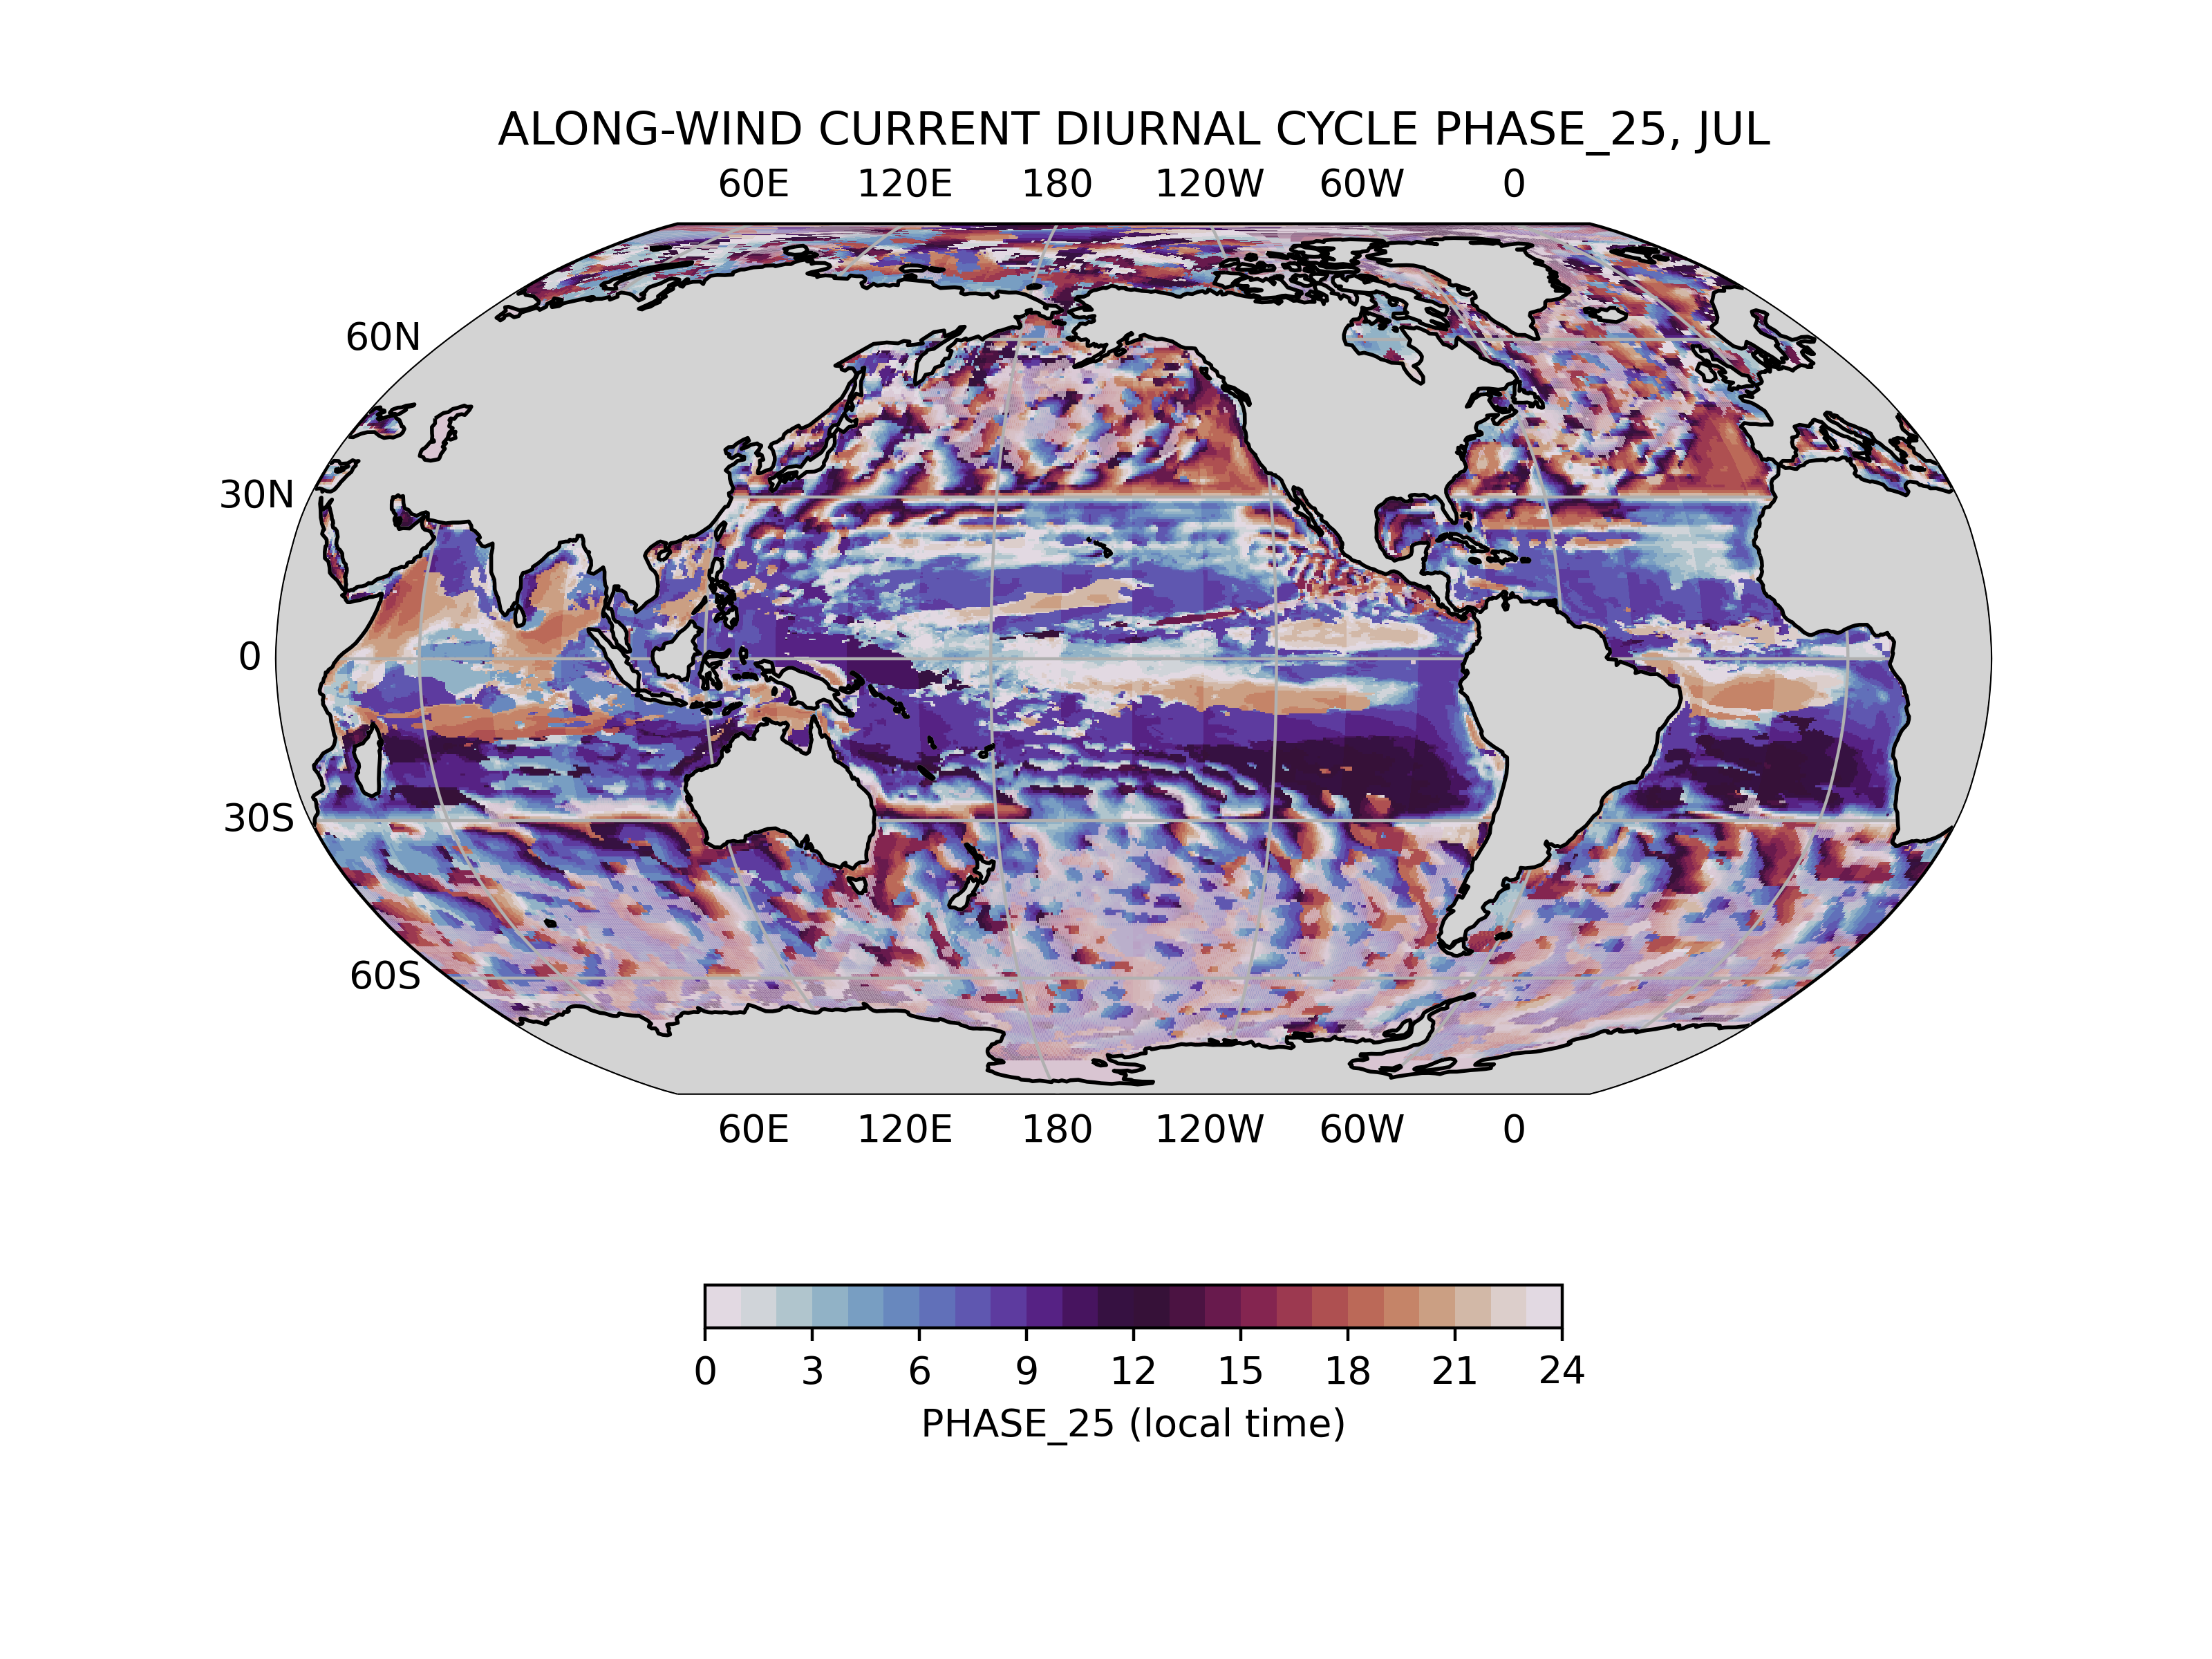 ALONG-WIND CURRENT DIURNAL CYCLE PHASE_25, JUL
60E 120E 180 120W 60W 0
60N
30N
0
30S
60S
60E 120E 180 120W 60W 0
0 3 6 9 12 15 18 21 24
PHASE_25 (local time)